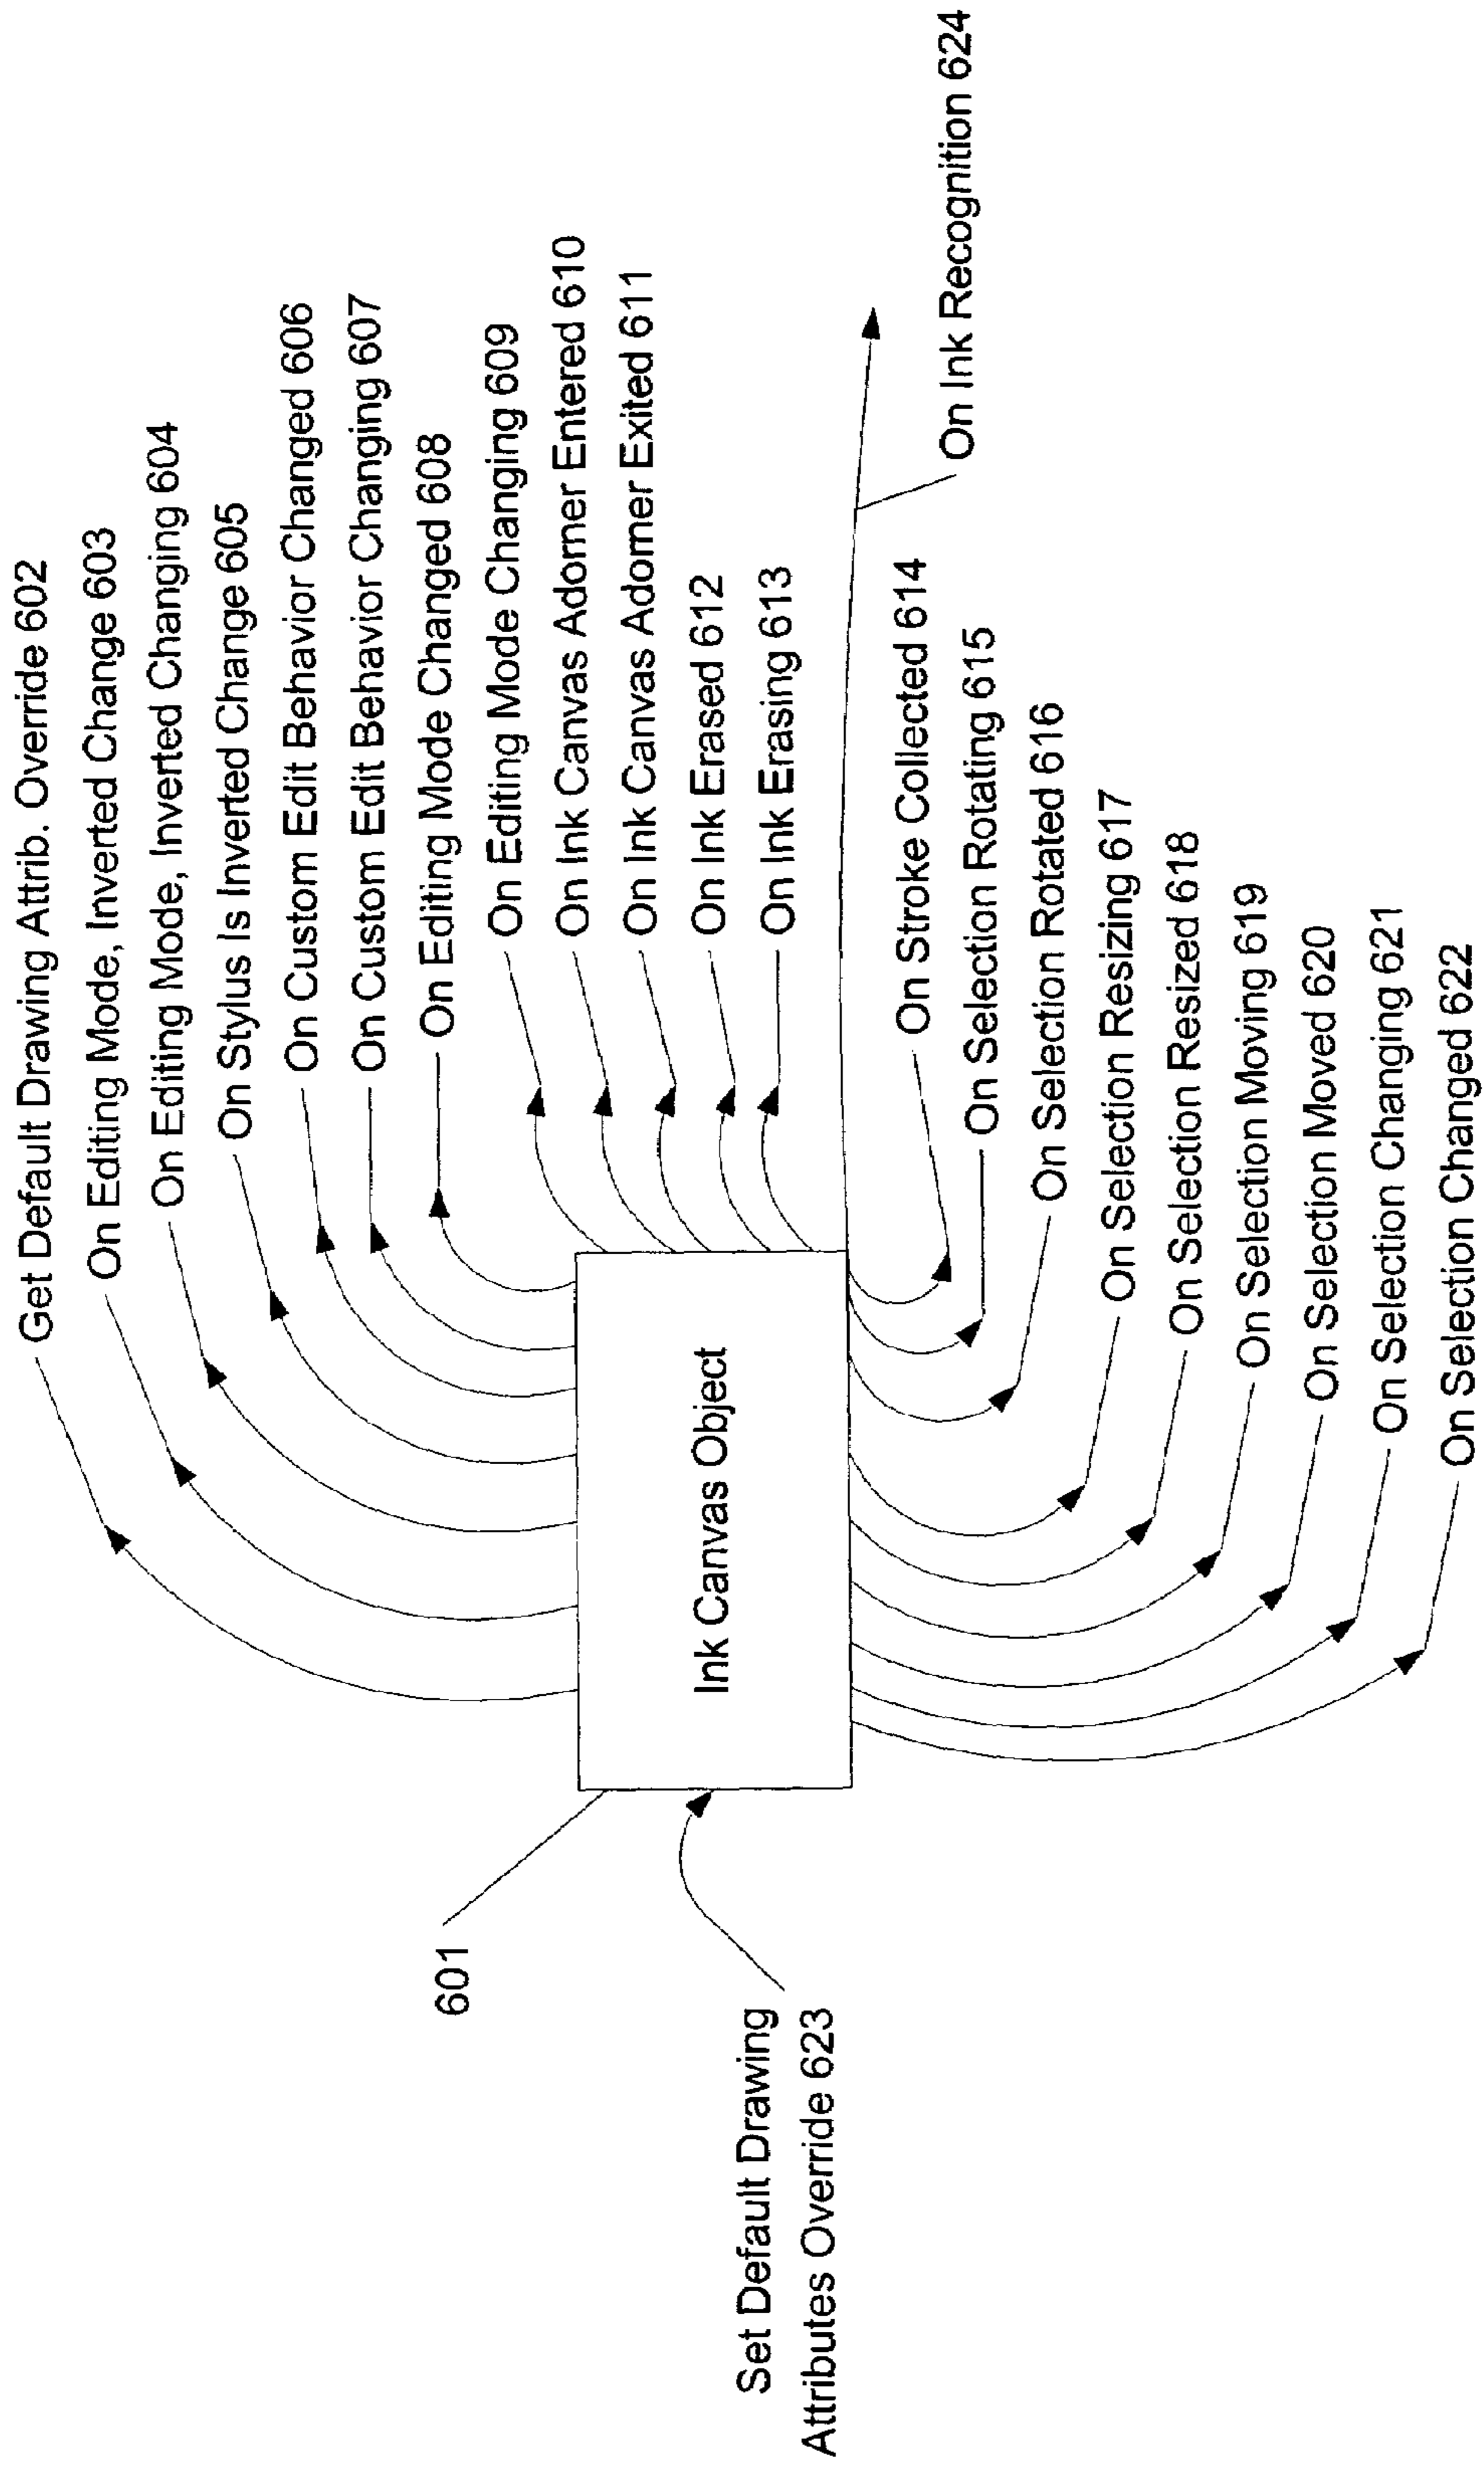 Get Default Drawing Attrib. Override 602
On Editing Mode, Inverted Change 603
On Editing Mode, Inverted Changing 604
On Stylus Is Inverted Change 605
On Custom Edit Behavior Changed 606
On Custom Edit Behavior Changing 607
On Editing Mode Changed 608
On Editing Mode Changing 609
On Ink Canvas Adorner Entered 610
On Ink Canvas Adorner Exited 611
On Ink Erased 612
On Ink Erasing 613
601
Ink Canvas Object
Set Default Drawing
Attributes Override 623
On Ink Recognition 624
On Stroke Collected 614
On Selection Rotating 615
On Selection Rotated 616
On Selection Resizing 617
On Selection Resized 618
On Selection Moving 619
On Selection Moved 620
On Selection Changing 621
On Selection Changed 622